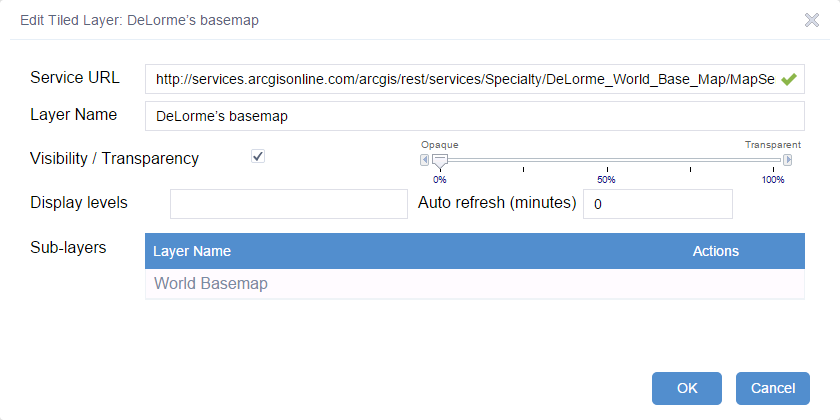 Edit Tiled Layer: DeLorme's basemap
Service URL http://services.arcgisonline.com/arcgis/rest/services/Specialty/DeLorme_World_Base_Map/MapSe
Layer Name DeLorme's basemap
Opaque Transparent
Visibility / Transparency
0% 50% 100%
Display levels Auto refresh (minutes) 0
Sub-layers Layer Name Actions
World Basemap
OK Cancel